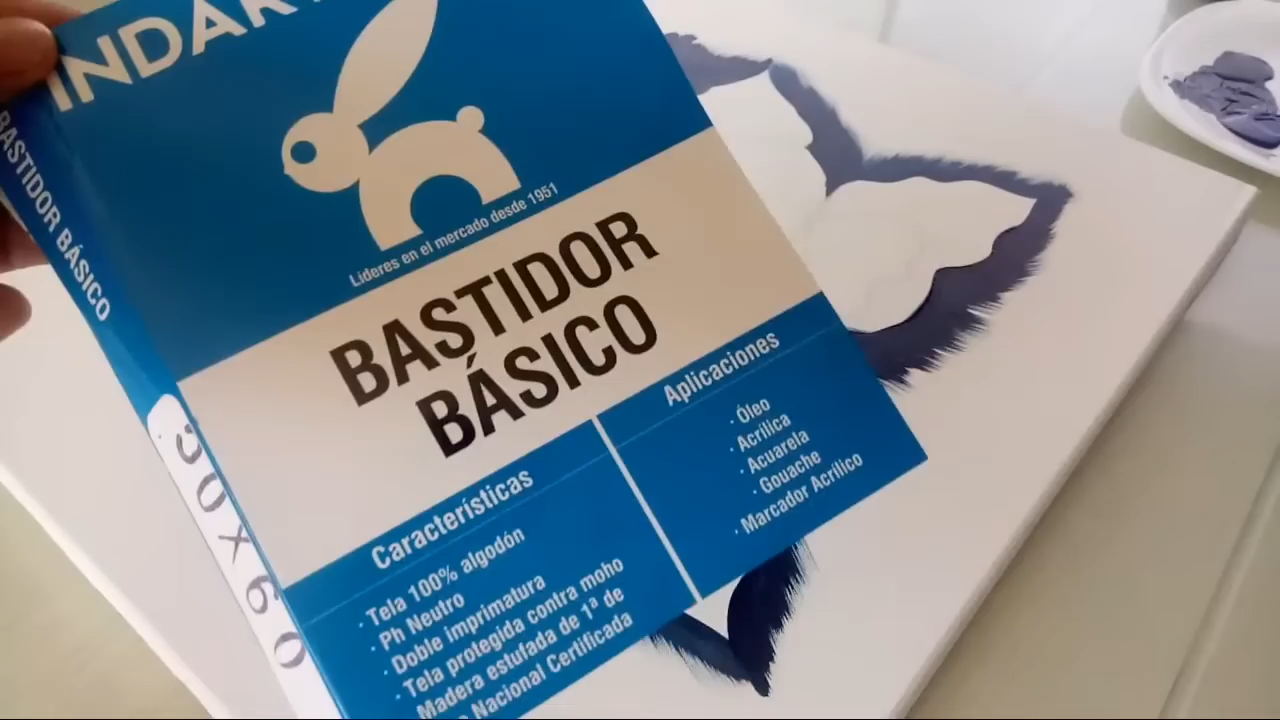 INDAR
Líderes en el mercado desde 1951
BASTIDOR
BÁSICO
BASTIDOR BÁSICO
30x60
Características
· Tela 100% algodón
· Ph Neutro
· Doble imprimatura
· Tela protegida contra moho
· Madera estufada de 1ª de
Nacional Certificada
Aplicaciones
· Óleo
· Acrílica
· Acuarela
· Gouache
· Marcador Acrílico